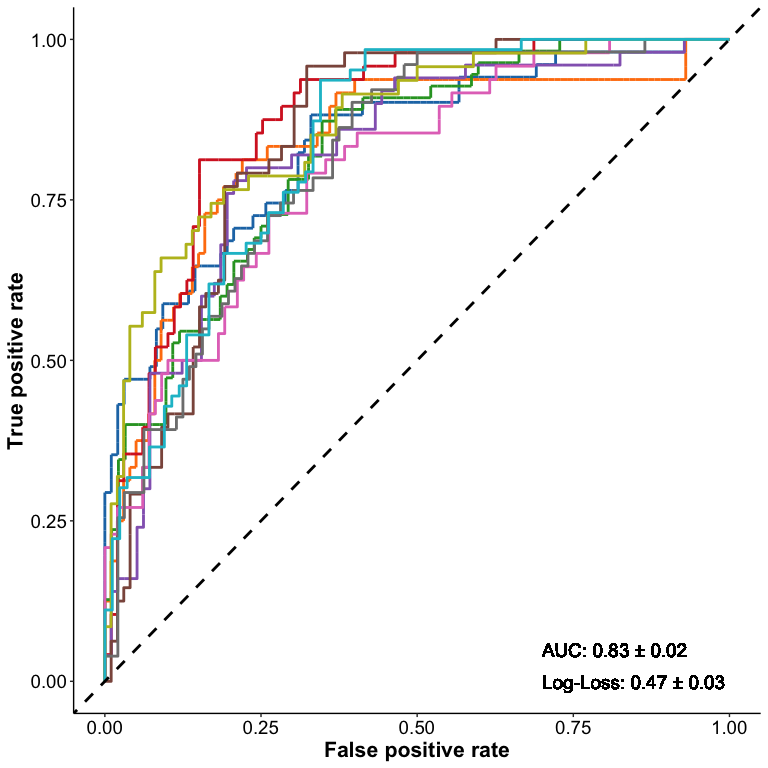 1.00
0.75
0.50
0.25
0.00
True positive rate
AUC: 0.83 ± 0.02
Log-Loss: 0.47 ± 0.03
0.00 0.25 0.50 0.75 1.00
False positive rate